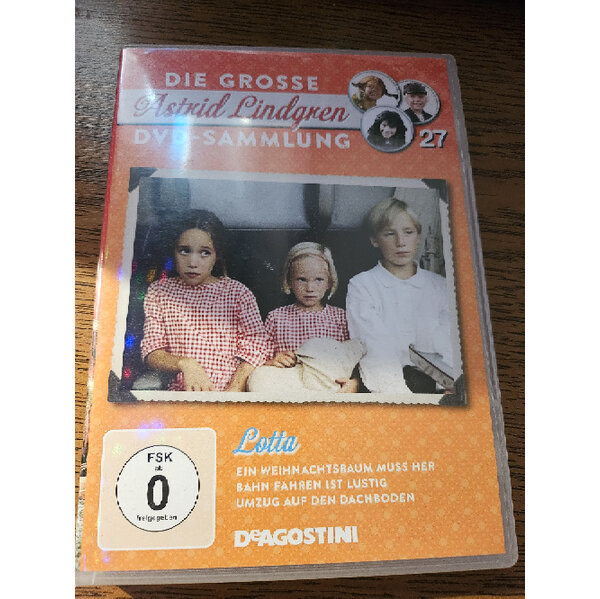 DIE GROSSE
Astrid Lindgren
DVD-SAMMLUNG
27
Lotta
EIN WEIHNACHTSBAUM MUSS HER
BAHN FAHREN IST LUSTIG
UMZUG AUF DEN DACHBODEN
FSK
ab
0
freigegeben
DeAGOSTINI